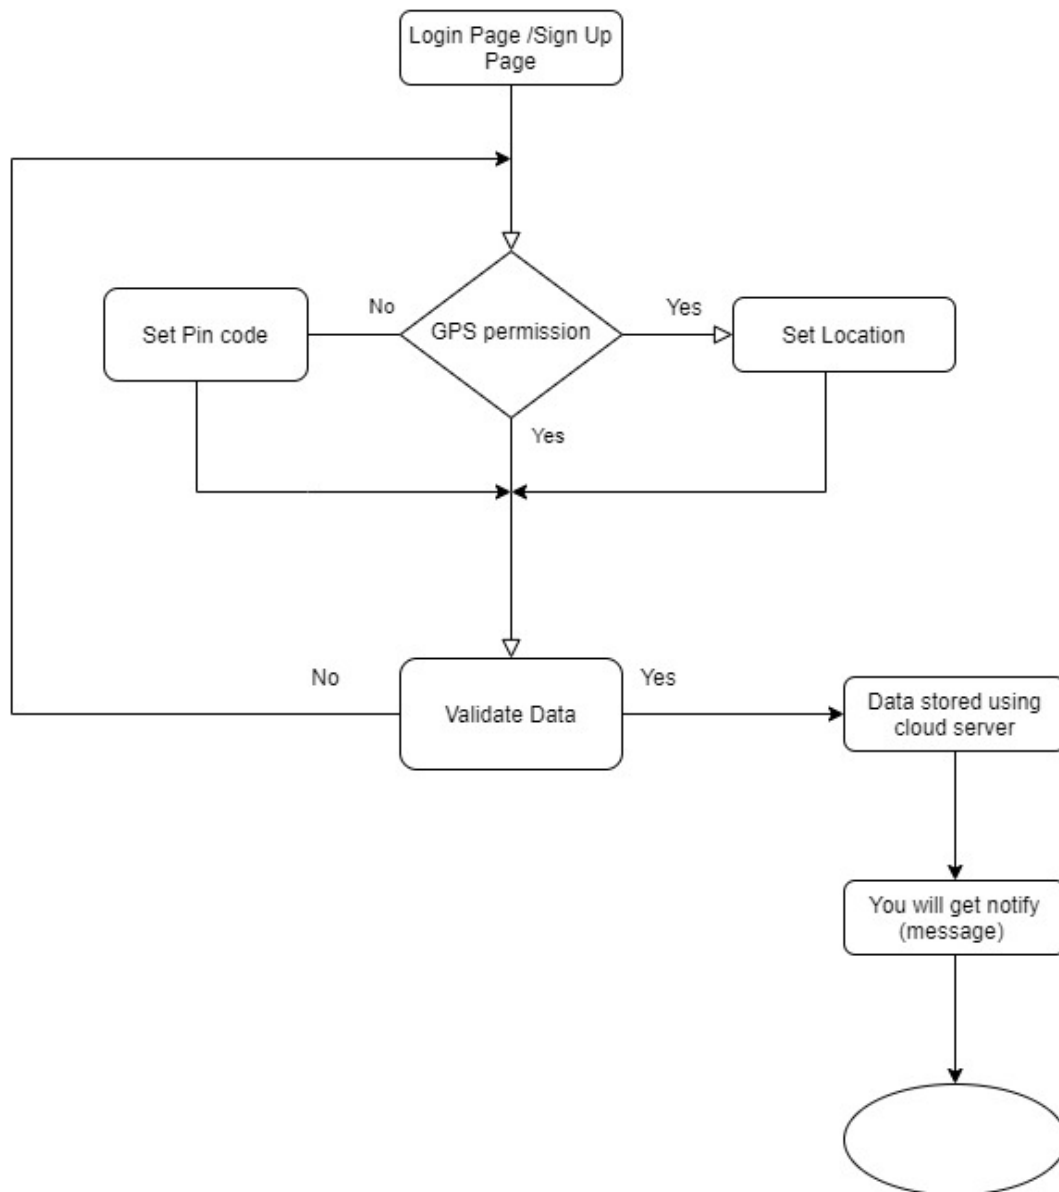 Login Page /Sign Up
Page
No
Yes
Set Pin code
GPS permission
Set Location
Yes
No
Yes
Validate Data
Data stored using
cloud server
You will get notify
(message)